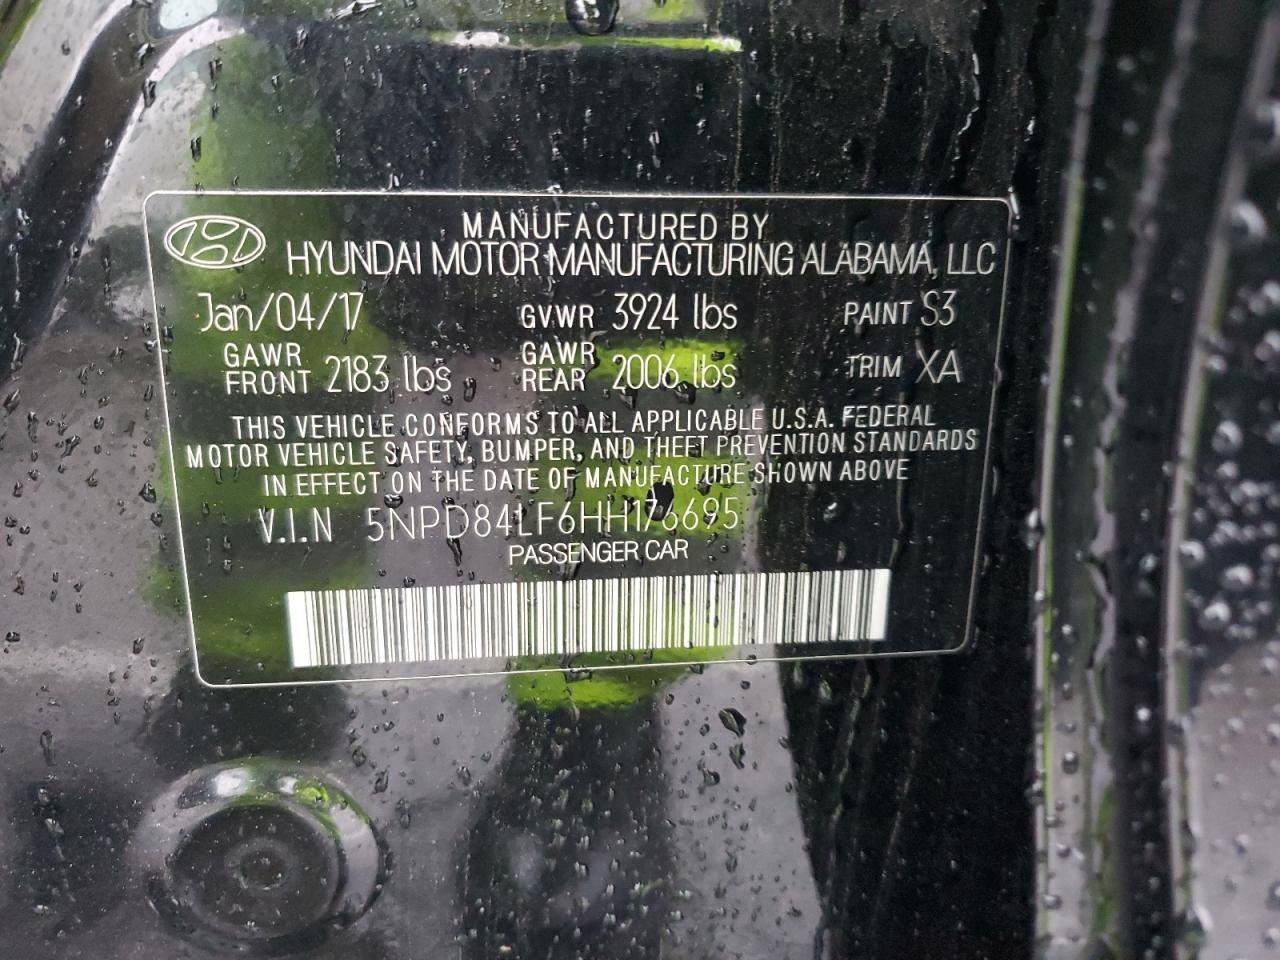 MANUFACTURED BY
HYUNDAI MOTOR MANUFACTURING ALABAMA, LLC
Jan/04/17 GVWR 3924 lbs PAINT S3
GAWR FRONT 2183 lbs GAWR REAR 2006 lbs TRIM XA
THIS VEHICLE CONFORMS TO ALL APPLICABLE U.S.A. FEDERAL
MOTOR VEHICLE SAFETY, BUMPER, AND THEFT PREVENTION STANDARDS
IN EFFECT ON THE DATE OF MANUFACTURE SHOWN ABOVE
V.I.N 5NPD84LF6HH176695
PASSENGER CAR